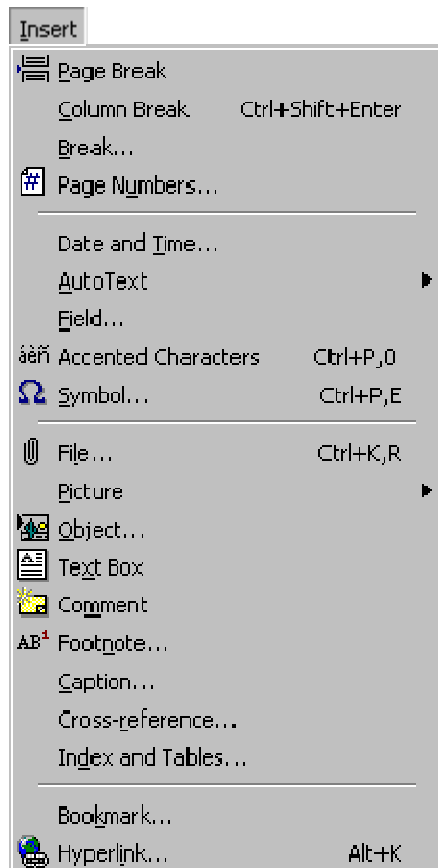 Insert
Page Break
Column Break Ctrl+Shift+Enter
Break...
# Page Numbers...
Date and Time...
AutoText
Field...
áèñ Accented Characters Ctrl+P,0
Ω Symbol... Ctrl+P,E
File... Ctrl+K,R
Picture
Object...
Text Box
Comment
AB1 Footnote...
Caption...
Cross-reference...
Index and Tables...
Bookmark...
Hyperlink... Alt+K